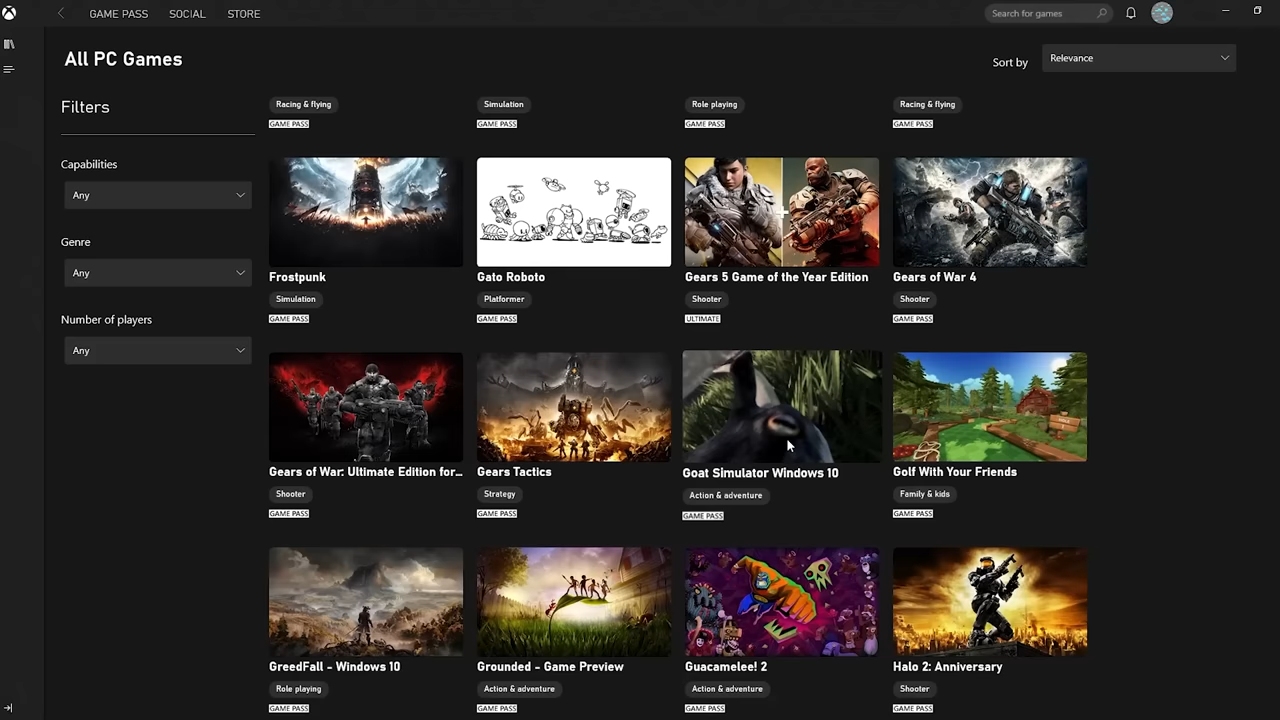 GAME PASS SOCIAL STORE
Search for games
All PC Games
Sort by
Relevance
Filters
Capabilities
Any
Genre
Any
Number of players
Any
Racing & flying
GAME PASS
Simulation
GAME PASS
Role playing
GAME PASS
Racing & flying
GAME PASS
Frostpunk
Simulation
GAME PASS
Gato Roboto
Platformer
GAME PASS
Gears 5 Game of the Year Edition
Shooter
ULTIMATE
Gears of War 4
Shooter
GAME PASS
Gears of War: Ultimate Edition for...
Shooter
GAME PASS
Gears Tactics
Strategy
GAME PASS
Goat Simulator Windows 10
Action & adventure
GAME PASS
Golf With Your Friends
Family & kids
GAME PASS
GreedFall - Windows 10
Role playing
GAME PASS
Grounded - Game Preview
Action & adventure
GAME PASS
Guacamelee! 2
Action & adventure
GAME PASS
Halo 2: Anniversary
Shooter
GAME PASS